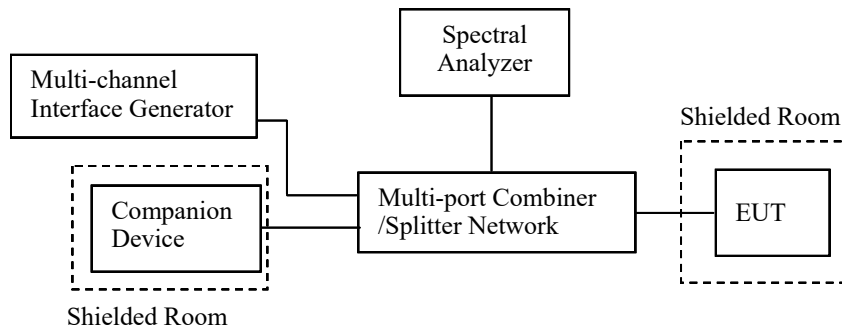 Spectral
Analyzer
Multi-channel
Interface Generator
Shielded Room
Companion
Device
Multi-port Combiner
/Splitter Network
EUT
Shielded Room